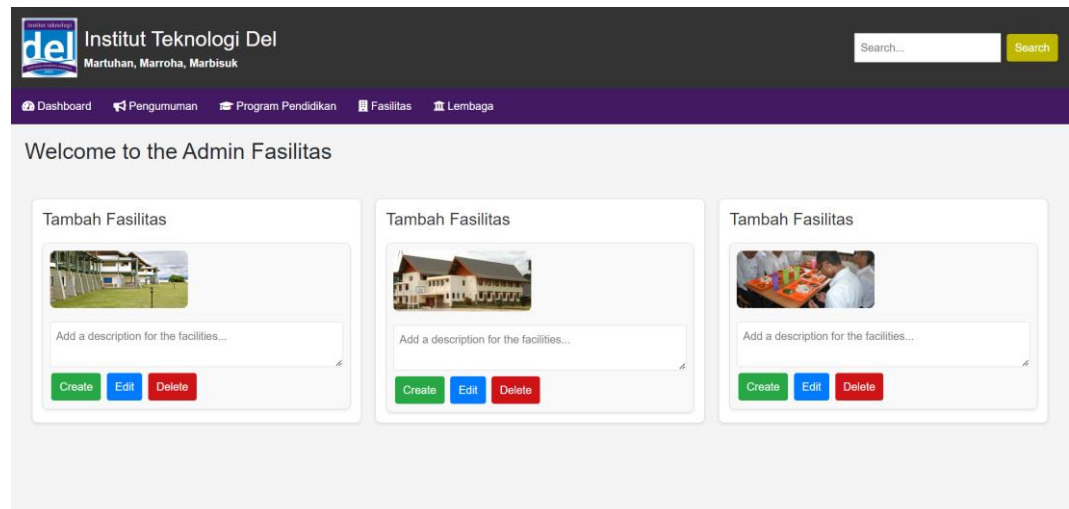 Institut teknologi
del
Institut Teknologi Del
Martuhan, Marroha, Marbisuk
Search...
Search
Dashboard
Pengumuman
Program Pendidikan
Fasilitas
Lembaga
Welcome to the Admin Fasilitas
Tambah Fasilitas
Add a description for the facilities...
Create
Edit
Delete
Tambah Fasilitas
Add a description for the facilities...
Create
Edit
Delete
Tambah Fasilitas
Add a description for the facilities...
Create
Edit
Delete